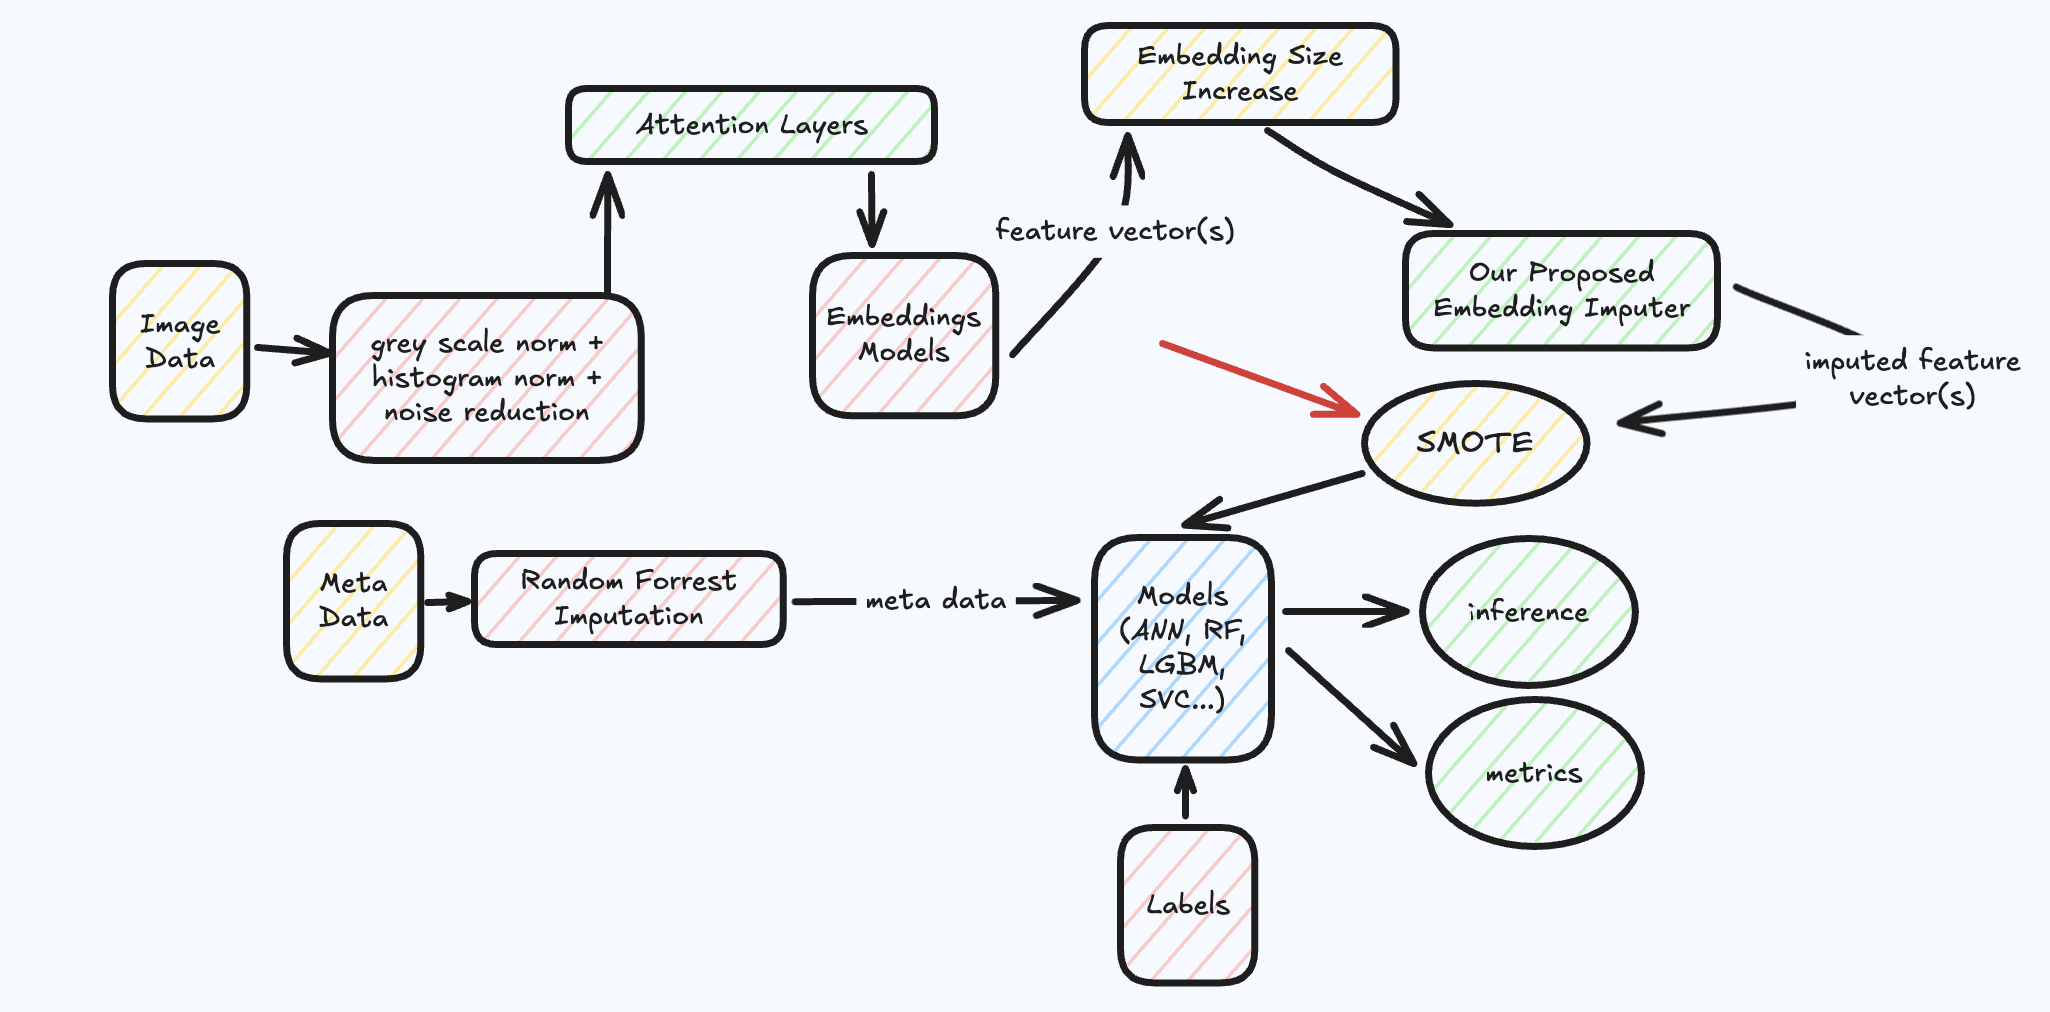 Embedding Size
Increase
Attention Layers
feature vector(s)
Our Proposed
Embedding Imputer
Image
Data
grey scale norm +
histogram norm +
noise reduction
Embeddings
Models
imputed feature
vector(s)
SMOTE
Meta
Data
Random Forrest
Imputation
meta data
Models
(ANN, RF,
LGBM,
SVC...)
inference
metrics
Labels